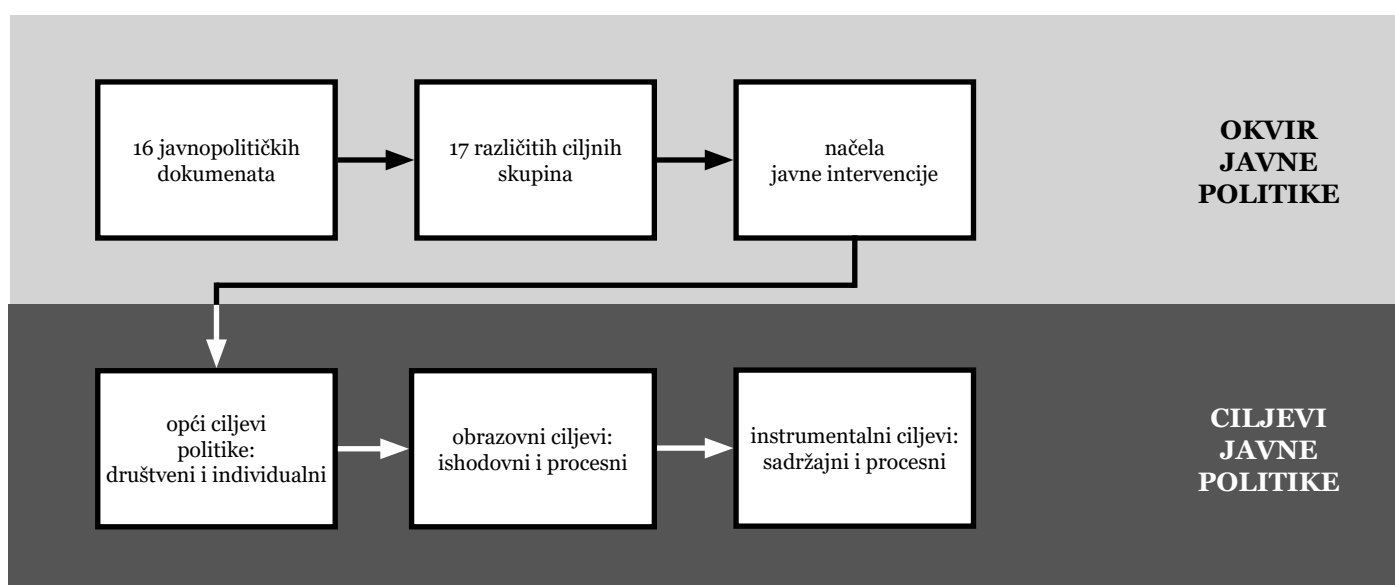 16 javnopolitičkih
dokumenata
17 različitih ciljnih
skupina
načela
javne intervencije
OKVIR
JAVNE
POLITIKE
opći ciljevi
politike:
društveni i individualni
obrazovni ciljevi:
ishodovni i procesni
instrumentalni ciljevi:
sadržajni i procesni
CILJEVI
JAVNE
POLITIKE